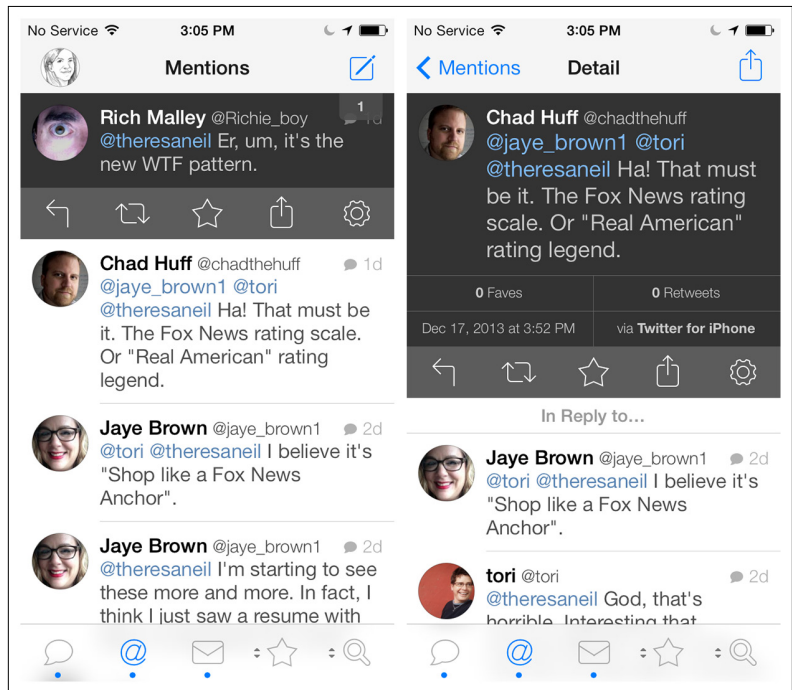 No Service 3:05 PM
Mentions
1
Rich Malley @Richie_boy 1d
@theresaneil Er, um, it's the
new WTF pattern.
Chad Huff @chadthehuff 1d
@jaye_brown1 @tori
@theresaneil Ha! That must be
it. The Fox News rating scale.
Or "Real American" rating
legend.
Jaye Brown @jaye_brown1 2d
@tori @theresaneil I believe it's
"Shop like a Fox News
Anchor".
Jaye Brown @jaye_brown1 2d
@theresaneil I'm starting to see
these more and more. In fact, I
think I just saw a resume with
@
No Service 3:05 PM
Mentions Detail
Chad Huff @chadthehuff
@jaye_brown1 @tori
@theresaneil Ha! That must
be it. The Fox News rating
scale. Or "Real American"
rating legend.
0 Faves 0 Retweets
Dec 17, 2013 at 3:52 PM via Twitter for iPhone
In Reply to...
Jaye Brown @jaye_brown1 2d
@tori @theresaneil I believe it's
"Shop like a Fox News
Anchor".
tori @tori 2d
@theresaneil God, that's
horrible. Interesting that
@